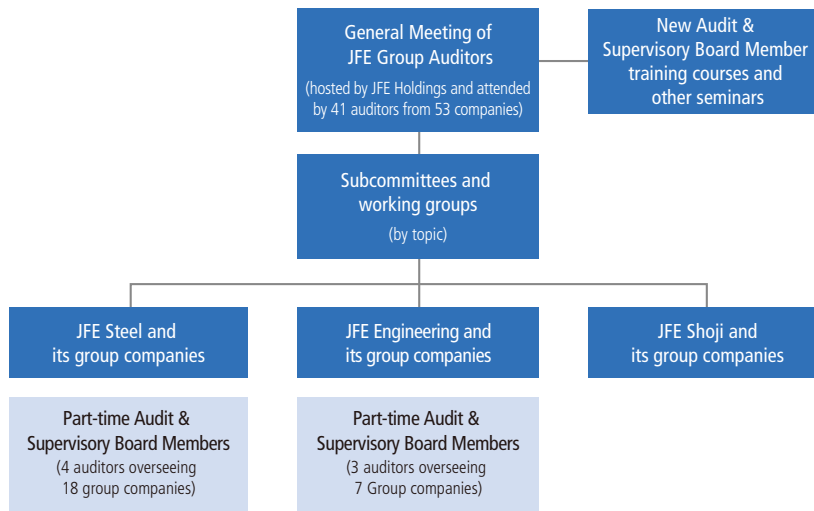 General Meeting of
JFE Group Auditors
(hosted by JFE Holdings and attended
by 41 auditors from 53 companies)
New Audit &
Supervisory Board Member
training courses and
other seminars
Subcommittees and
working groups
(by topic)
JFE Steel and
its group companies
JFE Engineering and
its group companies
JFE Shoji and
its group companies
Part-time Audit &
Supervisory Board Members
(4 auditors overseeing
18 group companies)
Part-time Audit &
Supervisory Board Members
(3 auditors overseeing
7 Group companies)